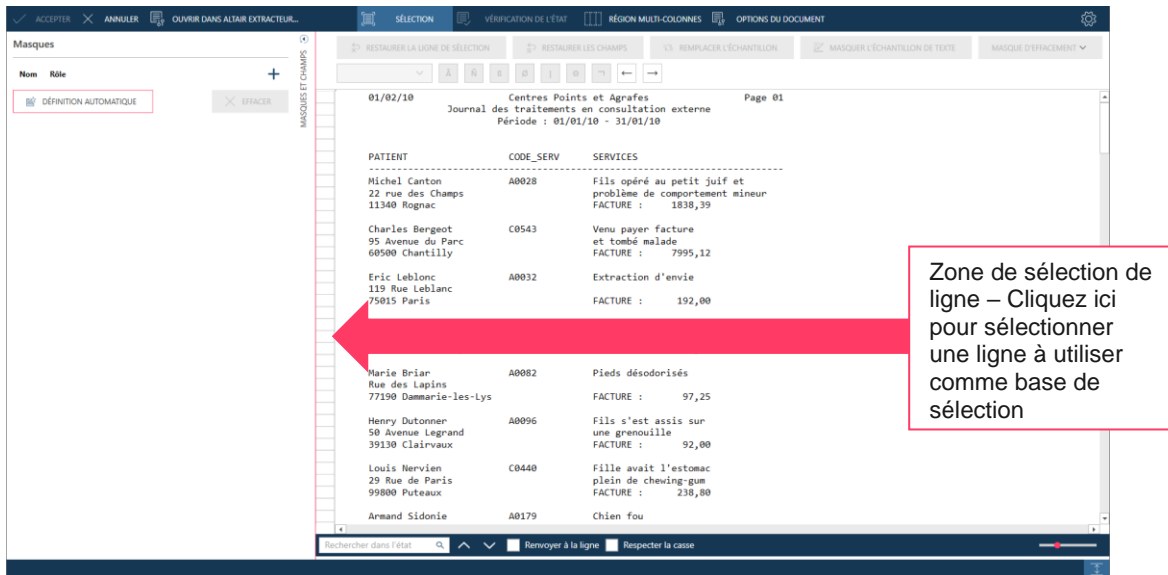 ACCEPTER ANNULER OUVRIR DANS ALTAIR EXTRACTEUR... SÉLECTION VÉRIFICATION DE L'ÉTAT RÉGION MULTI-COLONNES OPTIONS DU DOCUMENT
Masques
Nom Rôle +
DÉFINITION AUTOMATIQUE EFFACER
MASQUES ET CHAMPS
RESTAURER LA LIGNE DE SÉLECTION RESTAURER LES CHAMPS REMPLACER L'ÉCHANTILLON MASQUER L'ÉCHANTILLON DE TEXTE MASQUE D'EFFACEMENT
Ä Ñ ß Ø ← →
01/02/10 Centres Points et Agrafes Page 01
Journal des traitements en consultation externe
Période : 01/01/10 - 31/01/10
PATIENT CODE_SERV SERVICES
Michel Canton A0028 Fils opéré au petit juif et
22 rue des Champs problème de comportement mineur
11340 Rognac FACTURE : 1838,39
Charles Bergeot C0543 Venu payer facture
95 Avenue du Parc et tombé malade
60500 Chantilly FACTURE : 7995,12
Eric Leblonc A0032 Extraction d'envie
119 Rue Leblanc
75015 Paris FACTURE : 192,00
Marie Briar A0082 Pieds désodorisés
Rue des Lapins
77190 Dammarie-les-Lys FACTURE : 97,25
Henry Dutonner A0096 Fils s'est assis sur
50 Avenue Legrand une grenouille
39130 Clairvaux FACTURE : 92,00
Louis Nervien C0440 Fille avait l'estomac
29 Rue de Paris plein de chewing-gum
99800 Puteaux FACTURE : 238,80
Armand Sidonie A0179 Chien fou
Zone de sélection de
ligne – Cliquez ici
pour sélectionner
une ligne à utiliser
comme base de
sélection
Rechercher dans l'état Renvoyer à la ligne Respecter la casse